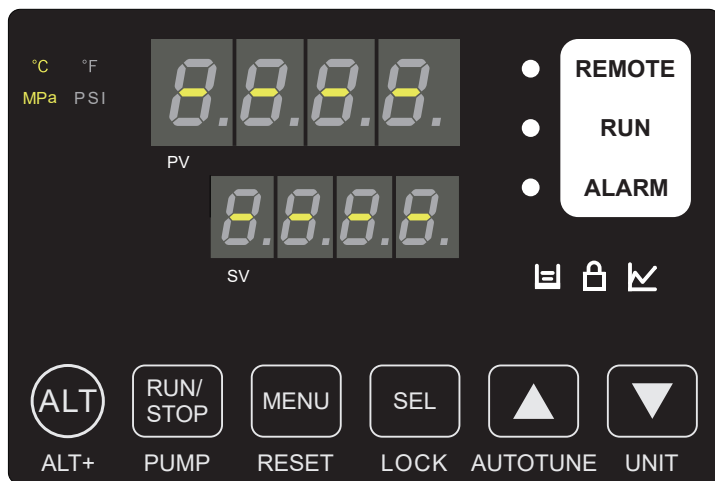 °C °F
MPa PSI
- - - -
PV
- - - -
SV
REMOTE
RUN
ALARM
ALT
RUN/
STOP
MENU
SEL
ALT+
PUMP
RESET
LOCK
AUTOTUNE
UNIT